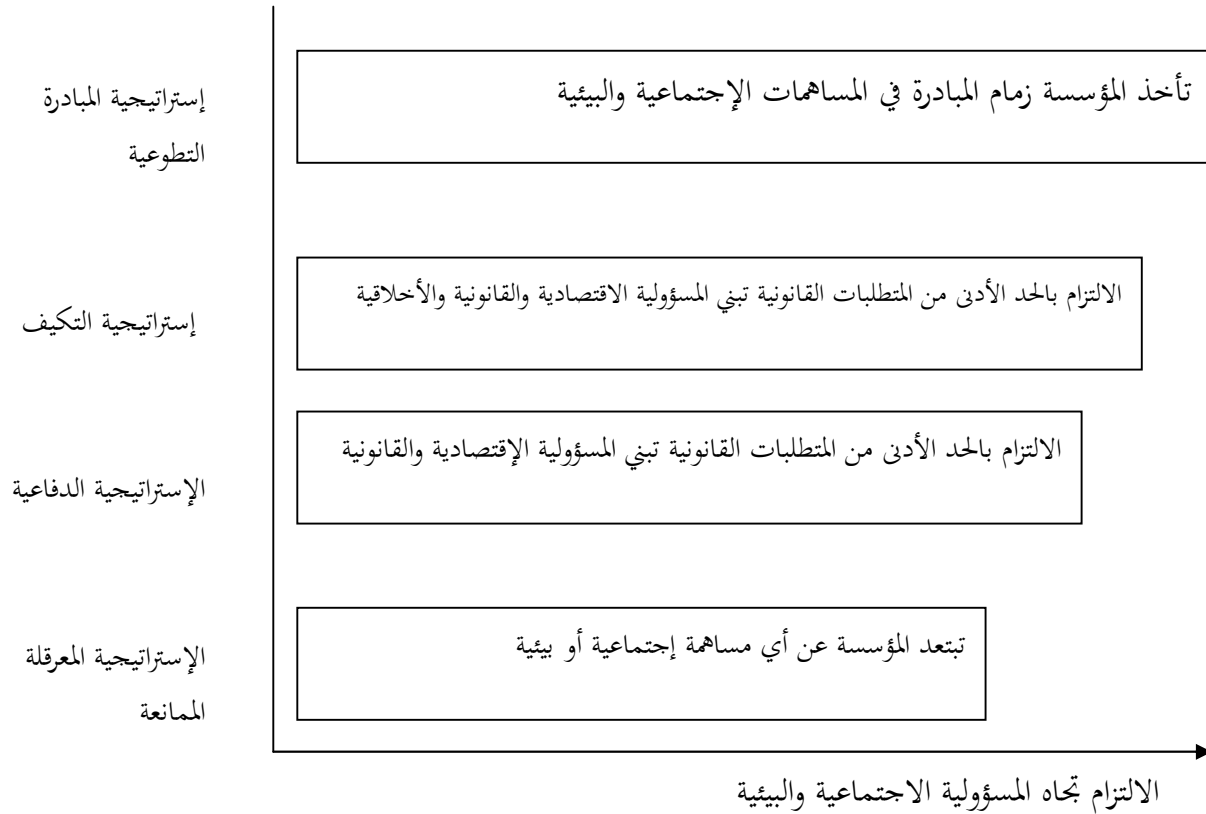 تأخذ المؤسسة زمام المبادرة في المساهمات الإجتماعية والبيئية
إستراتيجية المبادرة
التطوعية
الالتزام بالحد الأدنى من المتطلبات القانونية تبني المسؤولية الاقتصادية والقانونية والأخلاقية
إستراتيجية التكيف
الالتزام بالحد الأدنى من المتطلبات القانونية تبني المسؤولية الإقتصادية والقانونية
الإستراتيجية الدفاعية
تبتعد المؤسسة عن أي مساهمة إجتماعية أو بيئية
الإستراتيجية المعرقلة
الممانعة
الالتزام تجاه المسؤولية الاجتماعية والبيئية